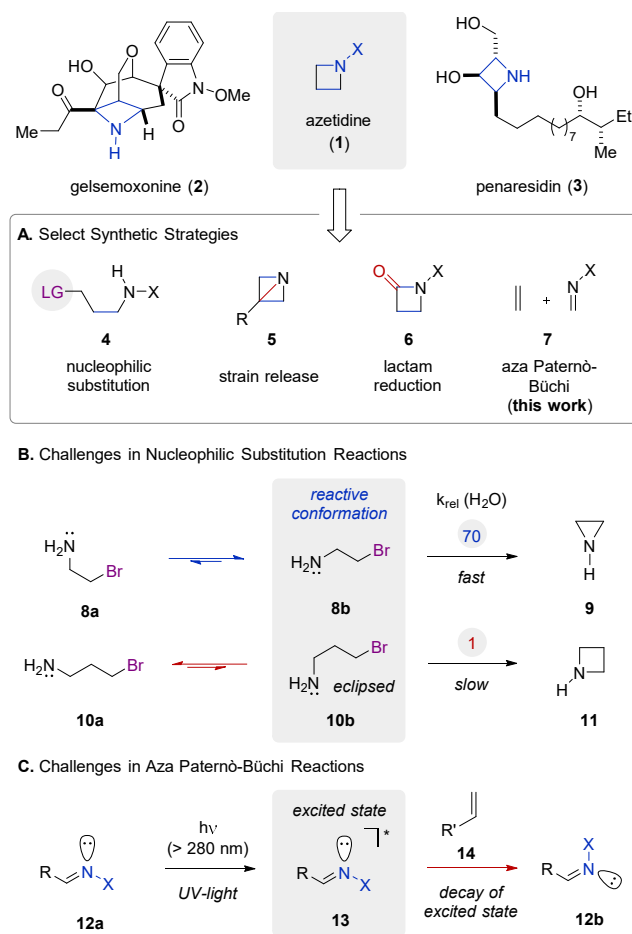 HO
O
O
N
OMe
O
Me
N
H
H
gelsemoxonine (2)
X
N
azetidine
(1)
HO
HO
NH
OH
7
Et
Me
penaresidin (3)
A. Select Synthetic Strategies
LG
H
N
X
4
nucleophilic
substitution
N
R
5
strain release
O
X
N
6
lactam
reduction
+
X
N
7
aza Paternò-
Büchi
(this work)
B. Challenges in Nucleophilic Substitution Reactions
reactive
conformation
krel (H2O)
H2N
Br
8a
H2N
Br
8b
70
fast
N
H
9
H2N
Br
10a
Br
H2N
eclipsed
10b
1
slow
N
H
11
C. Challenges in Aza Paternò-Büchi Reactions
R
N
X
12a
hν
(> 280 nm)
UV-light
excited state
*
R
N
X
13
R'
14
decay of
excited state
X
R
N
12b